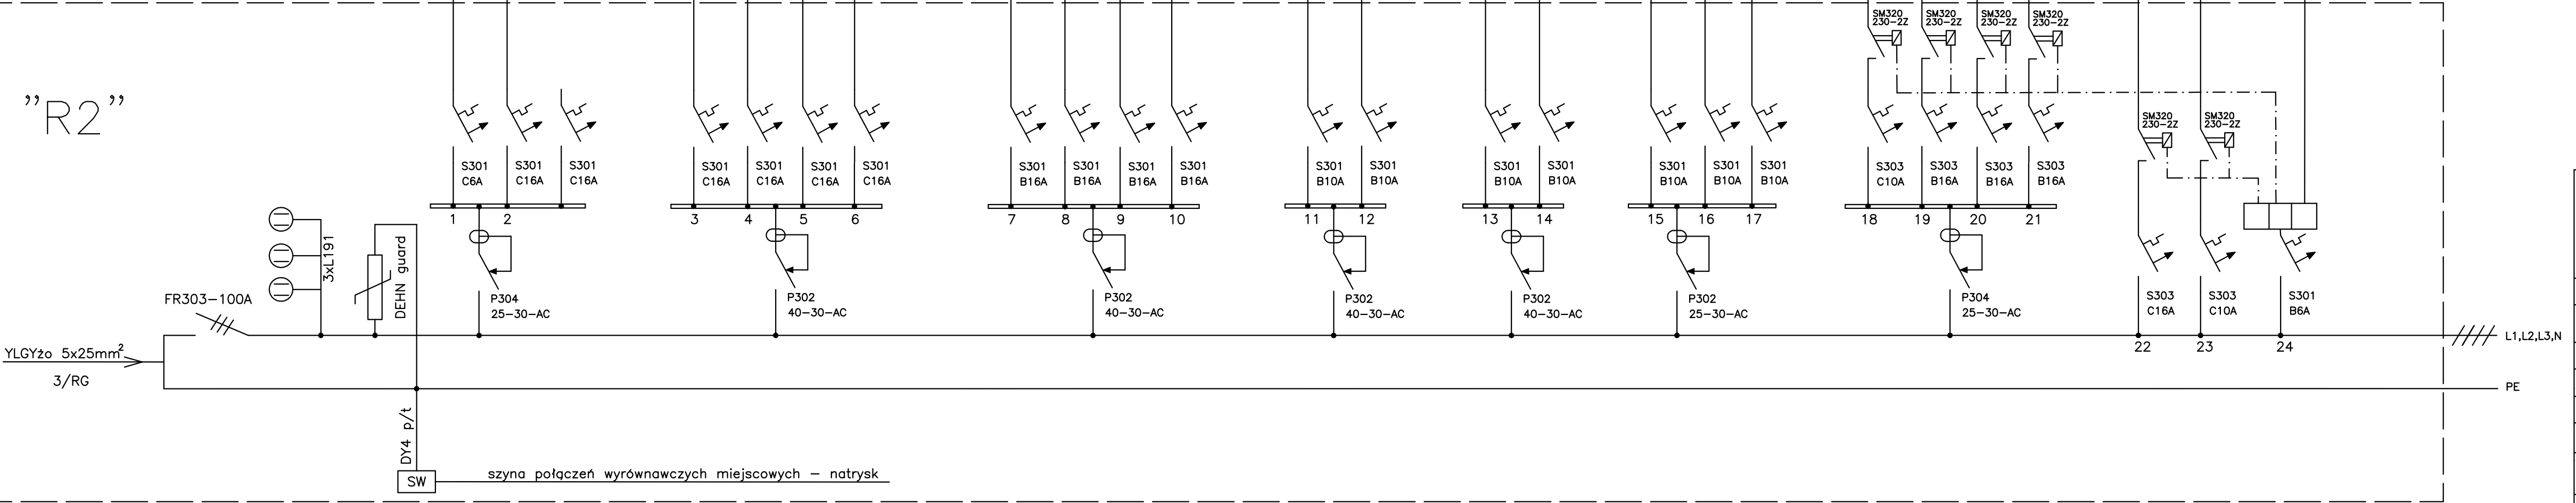 "R2"
SM320
230-2Z
SM320
230-2Z
SM320
230-2Z
SM320
230-2Z
SM320
230-2Z
SM320
230-2Z
S301
C6A
S301
C16A
S301
C16A
S301
C16A
S301
C16A
S301
C16A
S301
C16A
S301
B16A
S301
B16A
S301
B16A
S301
B16A
S301
B10A
S301
B10A
S301
B10A
S301
B10A
S301
B10A
S301
B10A
S301
B10A
S303
C10A
S303
B16A
S303
B16A
S303
B16A
1 2 3 4 5 6 7 8 9 10 11 12 13 14 15 16 17 18 19 20 21
3xL191
DEHN guard
FR303-100A
P304
25-30-AC
P302
40-30-AC
P302
40-30-AC
P302
40-30-AC
P302
40-30-AC
P302
25-30-AC
P304
25-30-AC
S303
C16A
S303
C10A
S301
B6A
22 23 24
L1,L2,L3,N
YLGYżo 5x25mm²
3/RG
PE
DY4 p/t
SW
szyna połączeń wyrównawczych miejscowych – natrysk